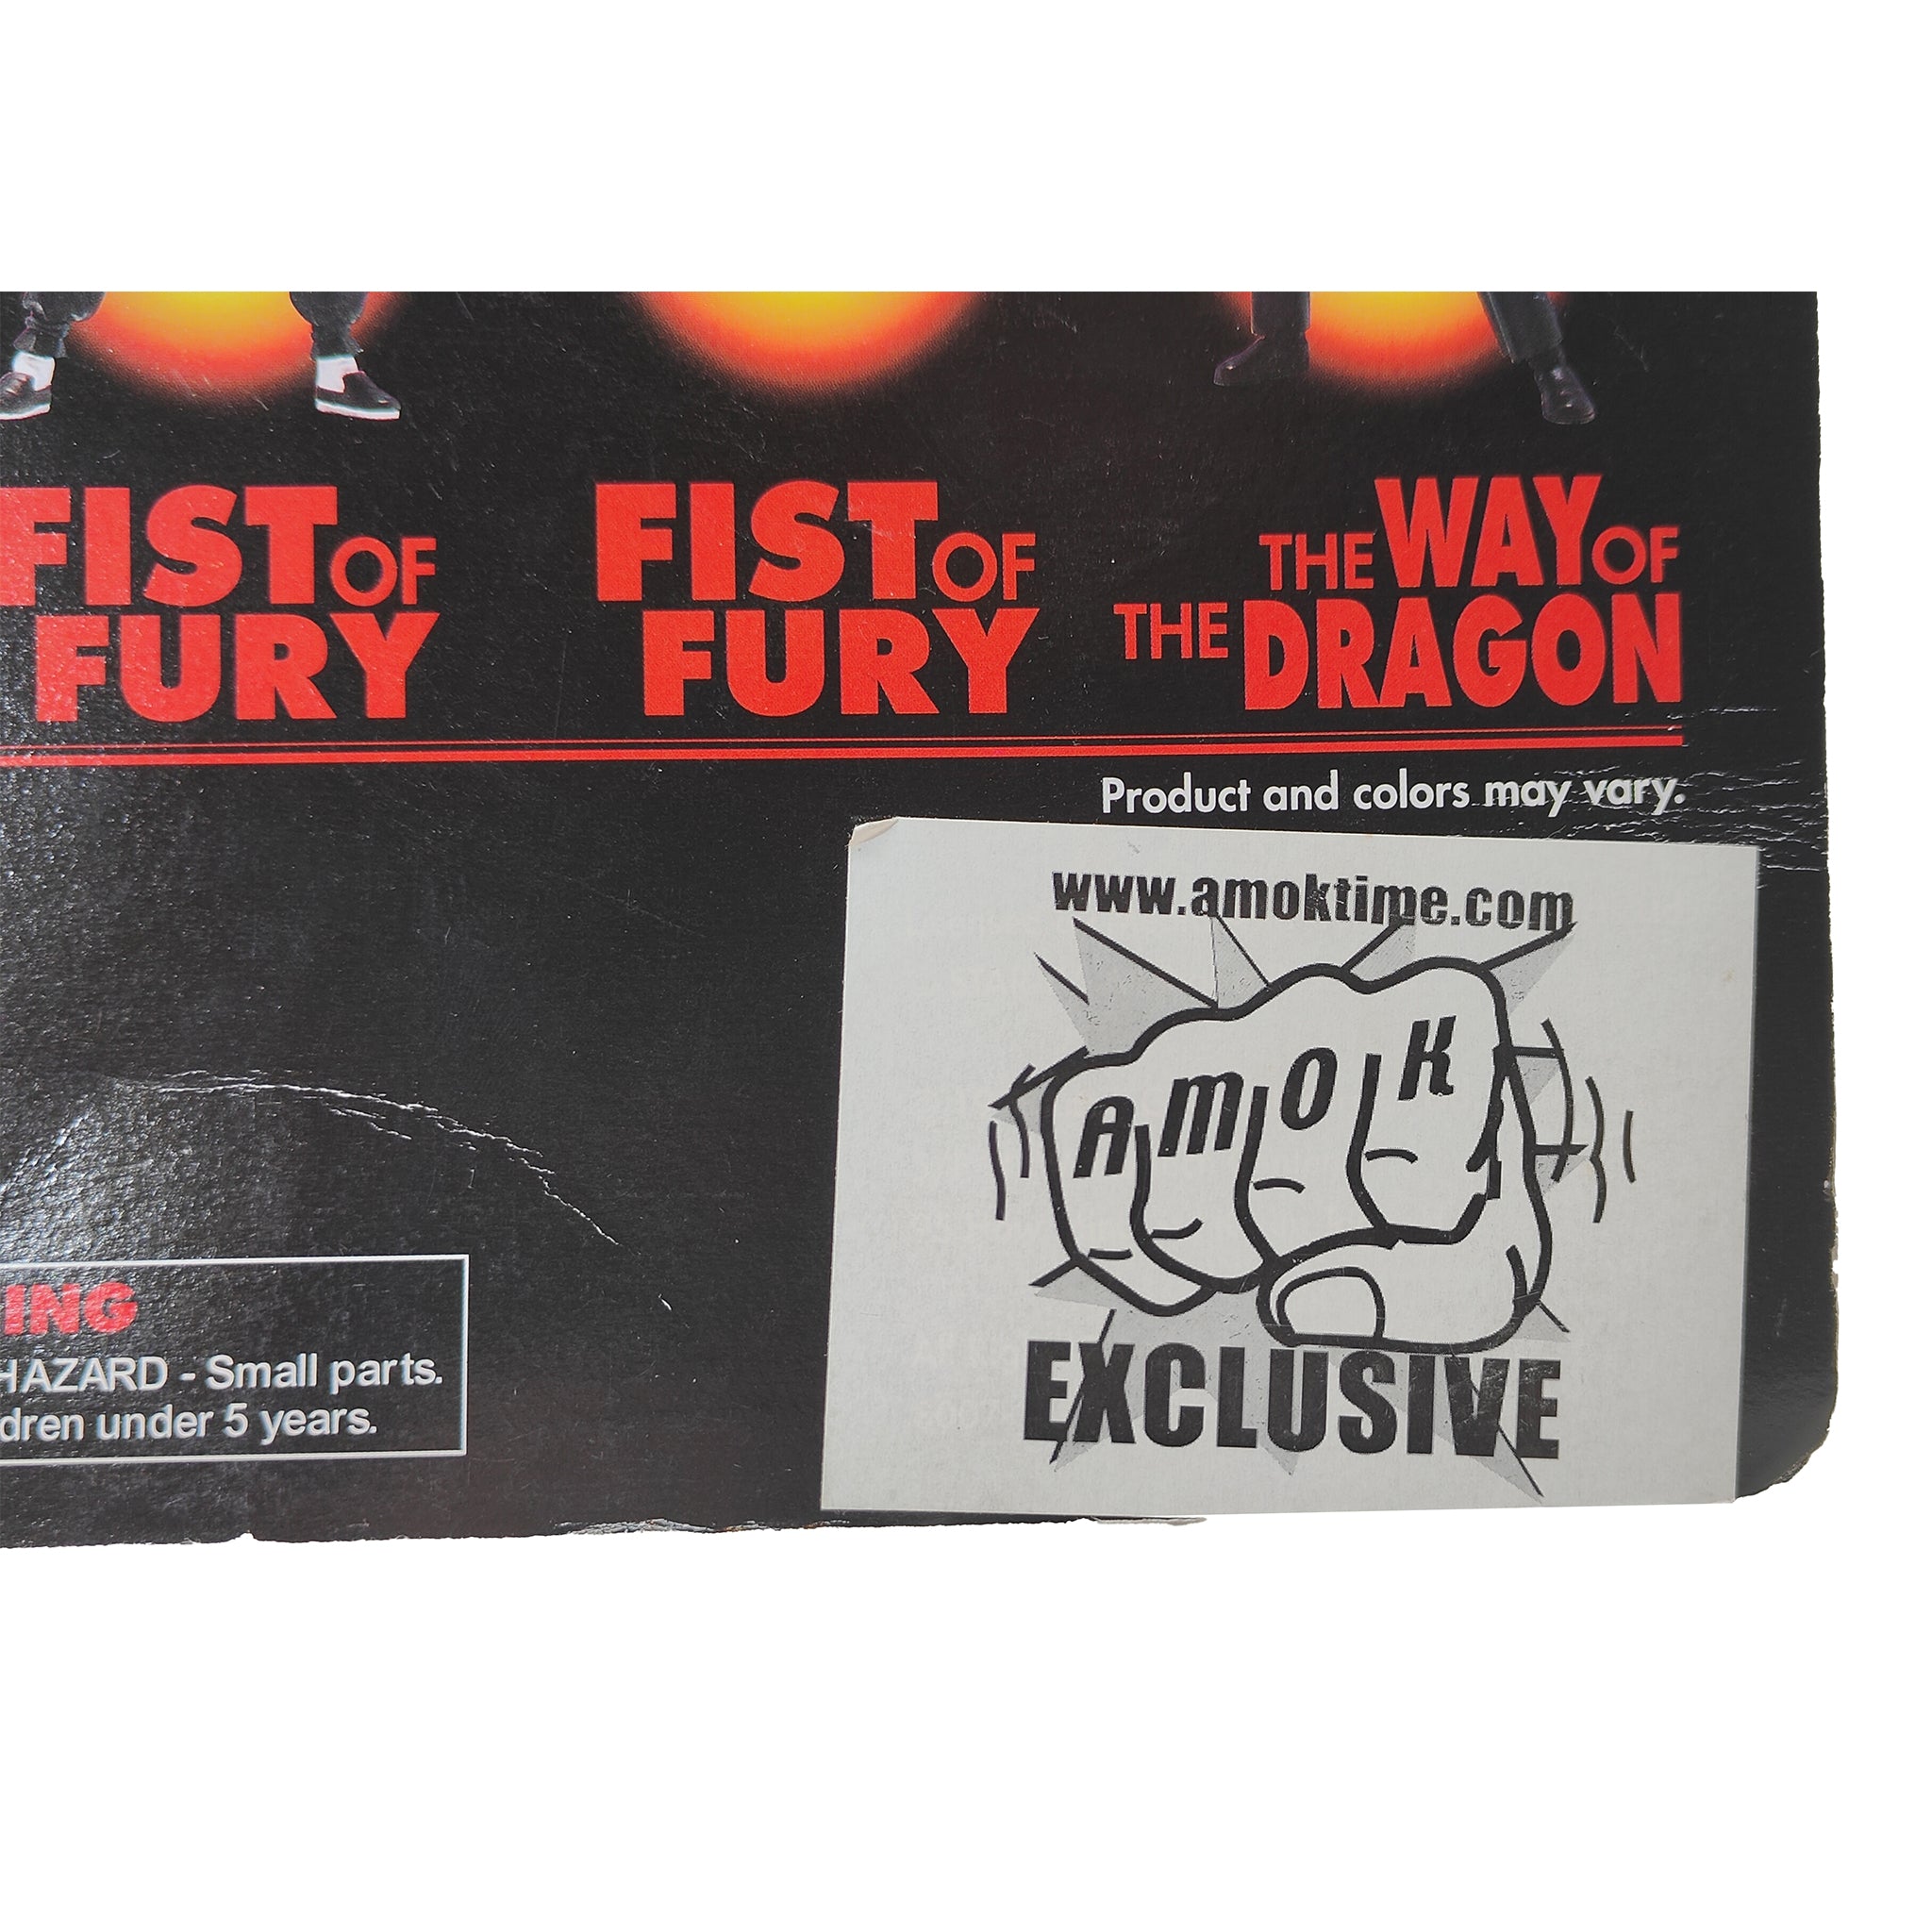 FIST OF
FURY
FIST OF
FURY
THE WAY OF
THE DRAGON
Product and colors may vary.
www.amoktime.com
AMOK
EXCLUSIVE
ING
HAZARD - Small parts.
dren under 5 years.